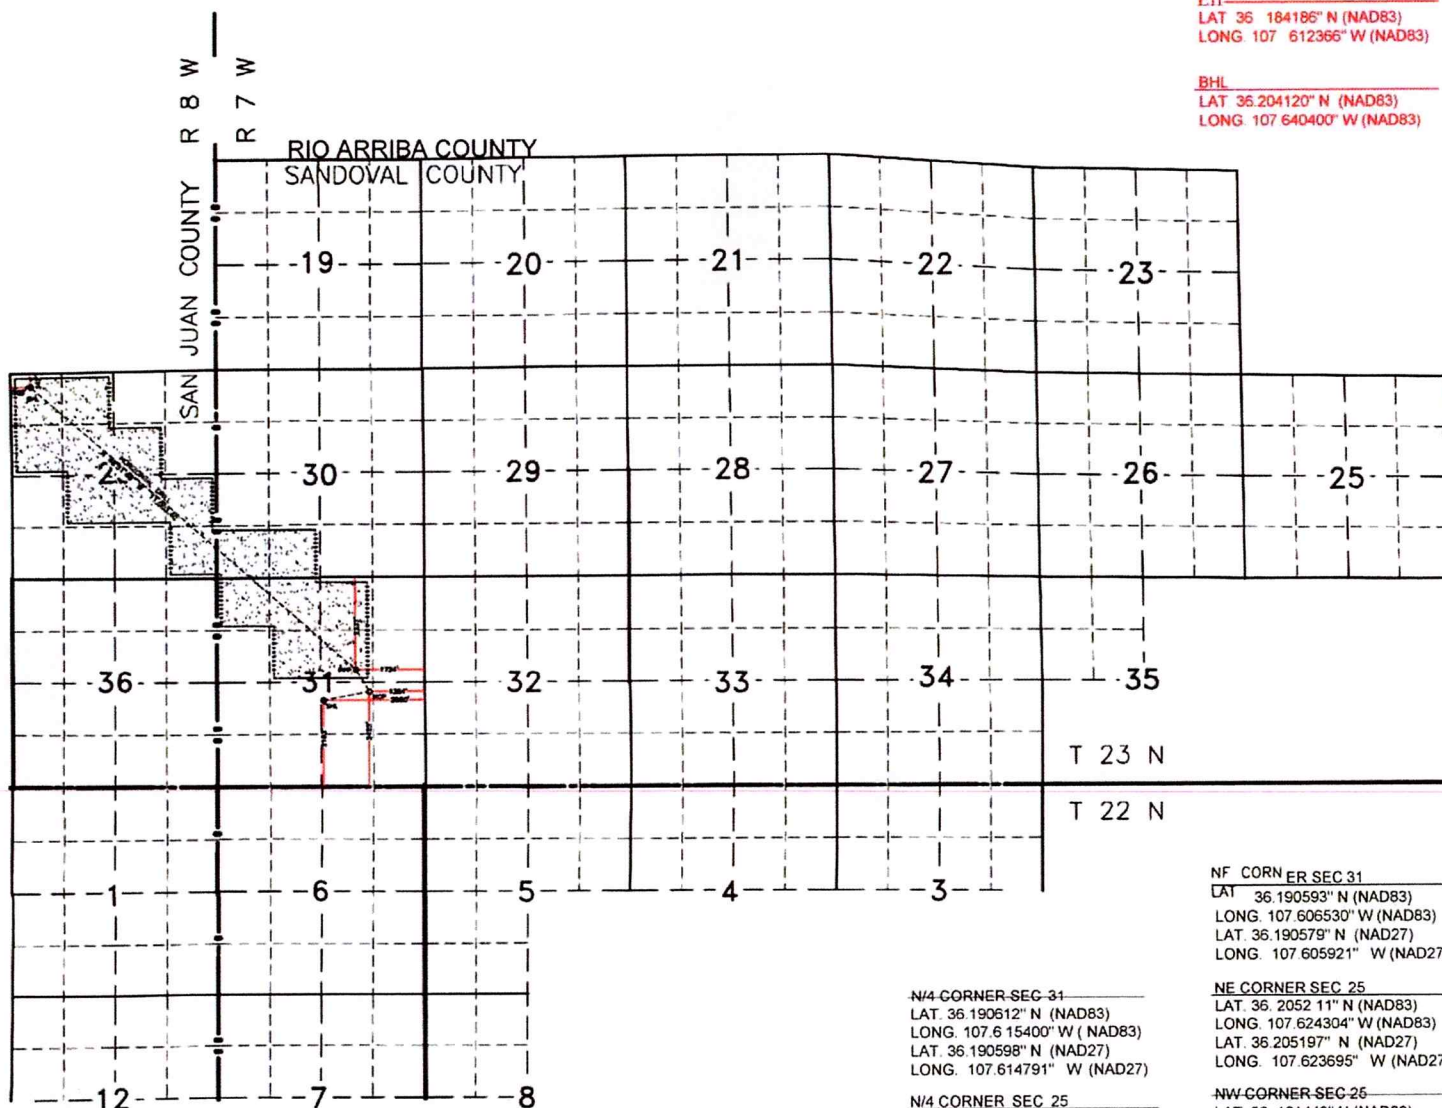 LAT 36 184186" N (NAD83)
LONG. 107 612366" W (NAD83)
BHL
LAT 36.204120" N (NAD83)
LONG. 107 640400" W (NAD83)
R 8 W
R 7 W
RIO ARRIBA COUNTY
SANDOVAL COUNTY
SAN JUAN COUNTY
19
20
21
22
23
30
29
28
27
26
25
36
31
32
33
34
35
T 23 N
T 22 N
1
6
5
4
3
12
7
8
NF CORNER SEC 31
LAT 36.190593" N (NAD83)
LONG. 107.606530" W (NAD83)
LAT. 36.190579" N (NAD27)
LONG. 107.605921" W (NAD27
N/4 CORNER SEC 31
LAT. 36.190612" N (NAD83)
LONG. 107.6 15400" W ( NAD83)
LAT. 36.190598" N (NAD27)
LONG. 107.614791" W (NAD27)
N/4 CORNER SEC 25
NE CORNER SEC 25
LAT. 36. 2052 11" N (NAD83)
LONG. 107.624304" W (NAD83)
LAT. 36.205197" N (NAD27)
LONG. 107.623695" W (NAD27
NW CORNER SEC 25